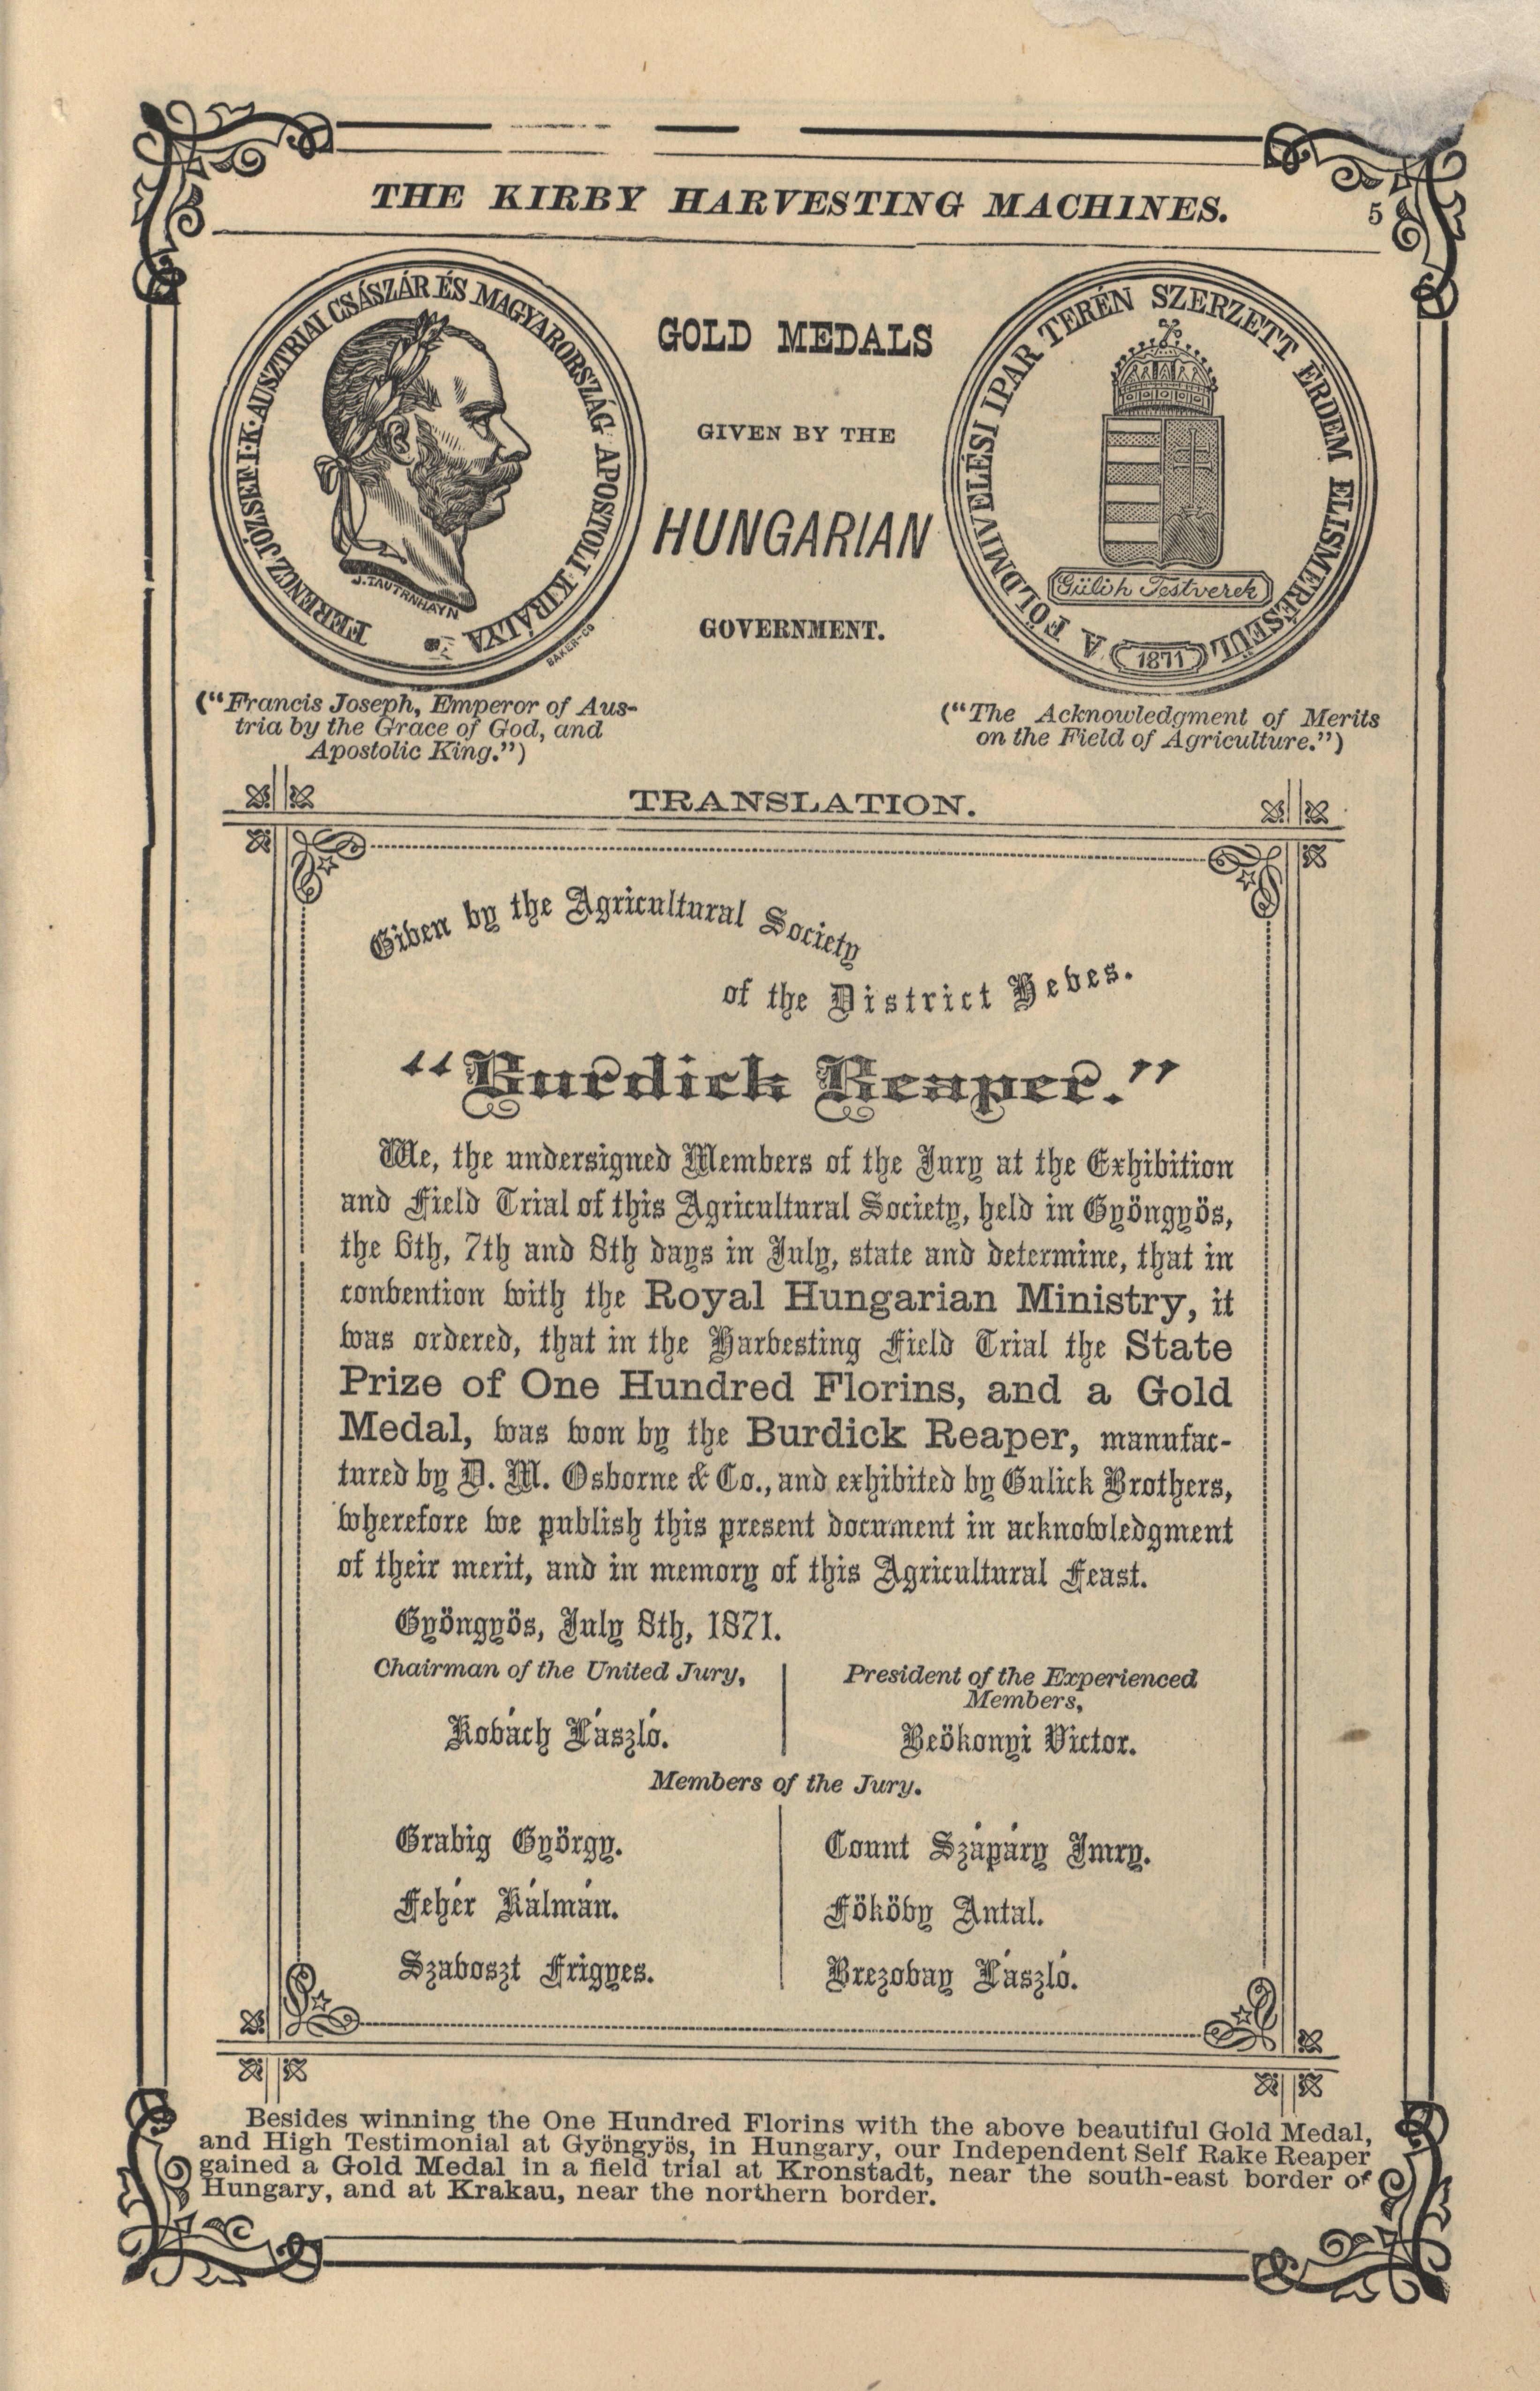 THE KIRBY HARVESTING MACHINES. 5
FERENCZ JÓZSEF I·K·AUSZTRIAI CSÁSZÁR ÉS MAGYARORSZÁG APOSTOLI KIRÁLYA
J.TAUTRNHAYN
BAKER-CO
GOLD MEDALS
GIVEN BY THE
HUNGARIAN
GOVERNMENT.
A FÖLDMIVELÉSI IPAR TERÉN SZERZETT ÉRDEM ELISMERÉSEÜL
Gülich Testverek
1871
("Francis Joseph, Emperor of Aus-
tria by the Grace of God, and
Apostolic King.")
("The Acknowledgment of Merits
on the Field of Agriculture.")
TRANSLATION.
Given by the Agricultural Society
of the District Heves.
"Burdick Reaper."
We, the undersigned Members of the Jury at the Exhibition
and Field Trial of this Agricultural Society, held in Gyöngyös,
the 6th, 7th and 8th days in July, state and determine, that in
convention with the Royal Hungarian Ministry, it
was ordered, that in the Harvesting Field Trial the State
Prize of One Hundred Florins, and a Gold
Medal, was won by the Burdick Reaper, manufac-
tured by D. M. Osborne & Co., and exhibited by Gulick Brothers,
wherefore we publish this present document in acknowledgment
of their merit, and in memory of this Agricultural Feast.
Gyöngyös, July 8th, 1871.
Chairman of the United Jury,
Kovách László.
President of the Experienced
Members,
Beökonyi Victor.
Members of the Jury.
Grabig György.
Fehér Kálmán.
Szavoszt Frigyes.
Count Szápáry Imry.
Fököby Antal.
Brezovay László.
Besides winning the One Hundred Florins with the above beautiful Gold Medal,
and High Testimonial at Gyöngyös, in Hungary, our Independent Self Rake Reaper
gained a Gold Medal in a field trial at Kronstadt, near the south-east border of
Hungary, and at Krakau, near the northern border.